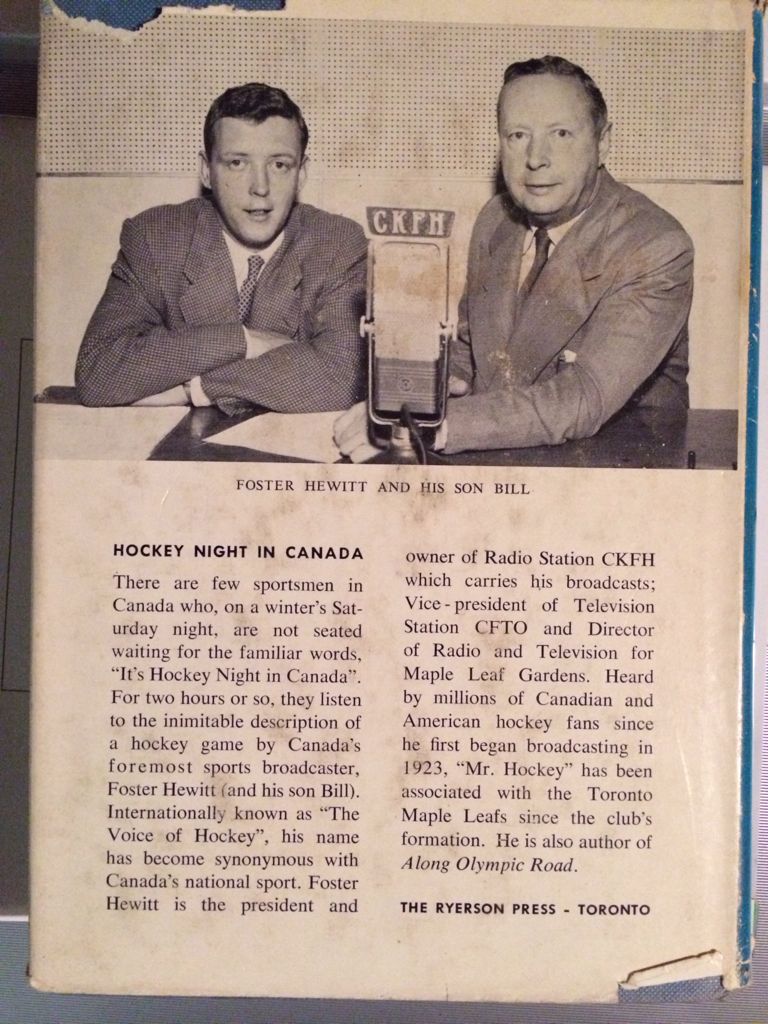 CKFH
FOSTER HEWITT AND HIS SON BILL
HOCKEY NIGHT IN CANADA
There are few sportsmen in
Canada who, on a winter's Sat-
urday night, are not seated
waiting for the familiar words,
"It's Hockey Night in Canada".
For two hours or so, they listen
to the inimitable description of
a hockey game by Canada's
foremost sports broadcaster,
Foster Hewitt (and his son Bill).
Internationally known as "The
Voice of Hockey", his name
has become synonymous with
Canada's national sport. Foster
Hewitt is the president and
owner of Radio Station CKFH
which carries his broadcasts;
Vice-president of Television
Station CFTO and Director
of Radio and Television for
Maple Leaf Gardens. Heard
by millions of Canadian and
American hockey fans since
he first began broadcasting in
1923, "Mr. Hockey" has been
associated with the Toronto
Maple Leafs since the club's
formation. He is also author of
Along Olympic Road.
THE RYERSON PRESS - TORONTO